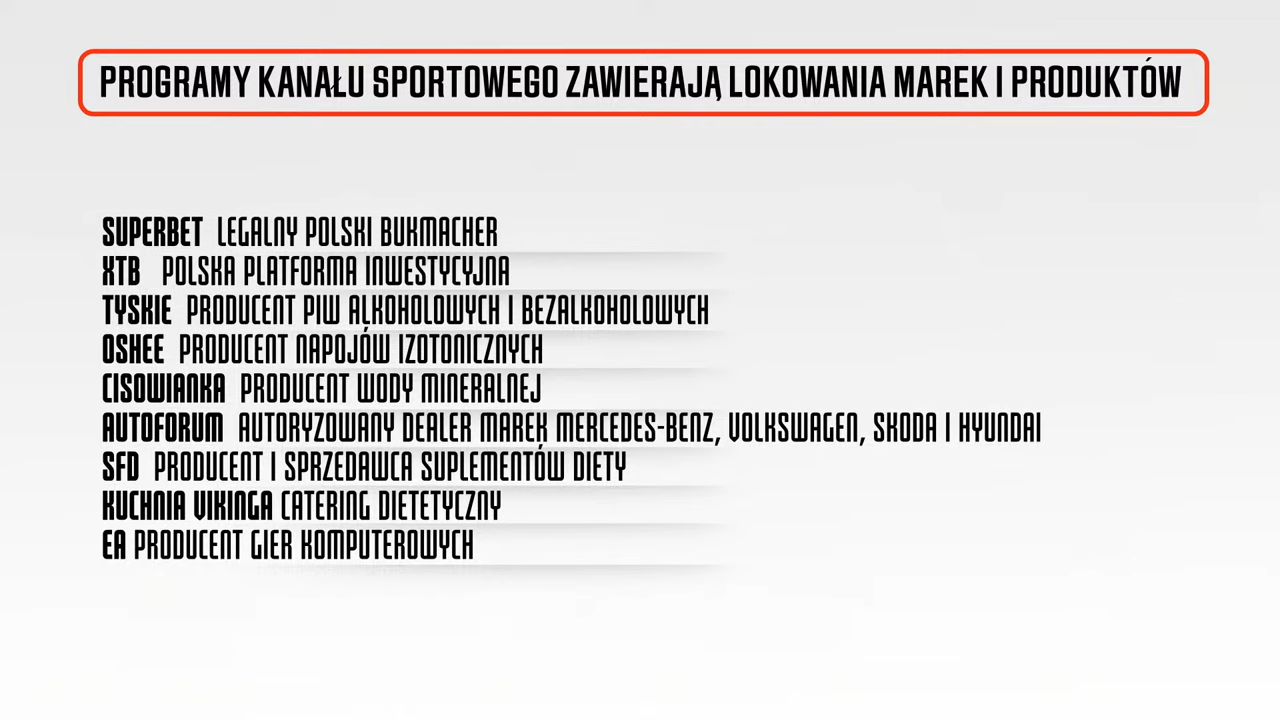 PROGRAMY KANAŁU SPORTOWEGO ZAWIERAJĄ LOKOWANIA MAREK I PRODUKTÓW
SUPERBET LEGALNY POLSKI BUKMACHER
XTB POLSKA PLATFORMA INWESTYCYJNA
TYSKIE PRODUCENT PIW ALKOHOLOWYCH I BEZALKOHOLOWYCH
OSHEE PRODUCENT NAPOJÓW IZOTONICZNYCH
CISOWIANKA PRODUCENT WODY MINERALNEJ
AUTOFORUM AUTORYZOWANY DEALER MAREK MERCEDES-BENZ, VOLKSWAGEN, SKODA I HYUNDAI
SFD PRODUCENT I SPRZEDAWCA SUPLEMENTÓW DIETY
KUCHNIA VIKINGA CATERING DIETETYCZNY
EA PRODUCENT GIER KOMPUTEROWYCH